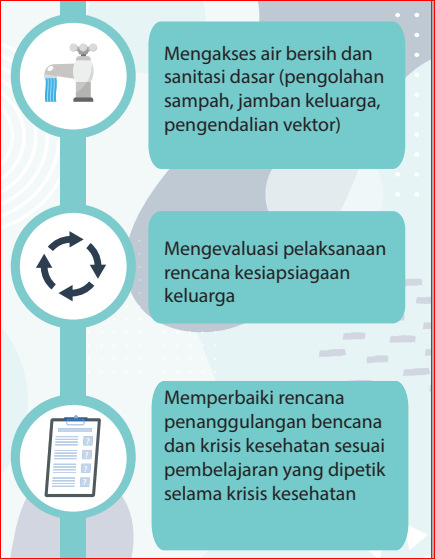 Mengakses air bersih dan
sanitasi dasar (pengolahan
sampah, jamban keluarga,
pengendalian vektor)
Mengevaluasi pelaksanaan
rencana kesiapsiagaan
keluarga
Memperbaiki rencana
penanggulangan bencana
dan krisis kesehatan sesuai
pembelajaran yang dipetik
selama krisis kesehatan